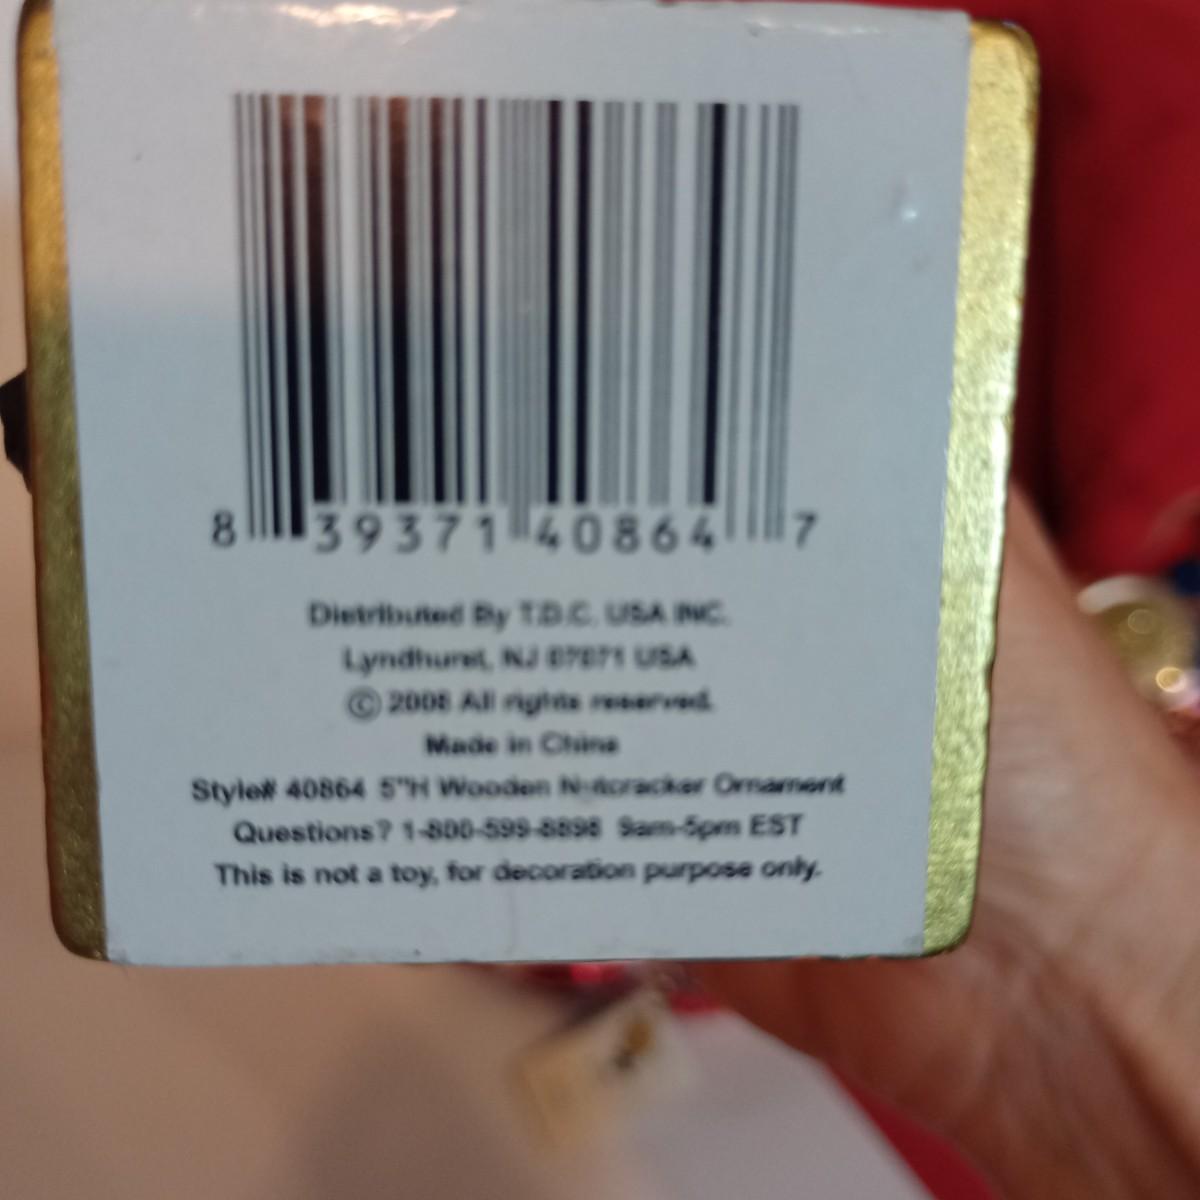 8 39371 40864 7
Distributed By T.D.C. USA INC.
Lyndhurst, NJ 07071 USA
© 2008 All rights reserved.
Made in China
Style# 40864 5"H Wooden Nutcracker Ornament
Questions? 1-800-599-8898 9am-5pm EST
This is not a toy, for decoration purpose only.